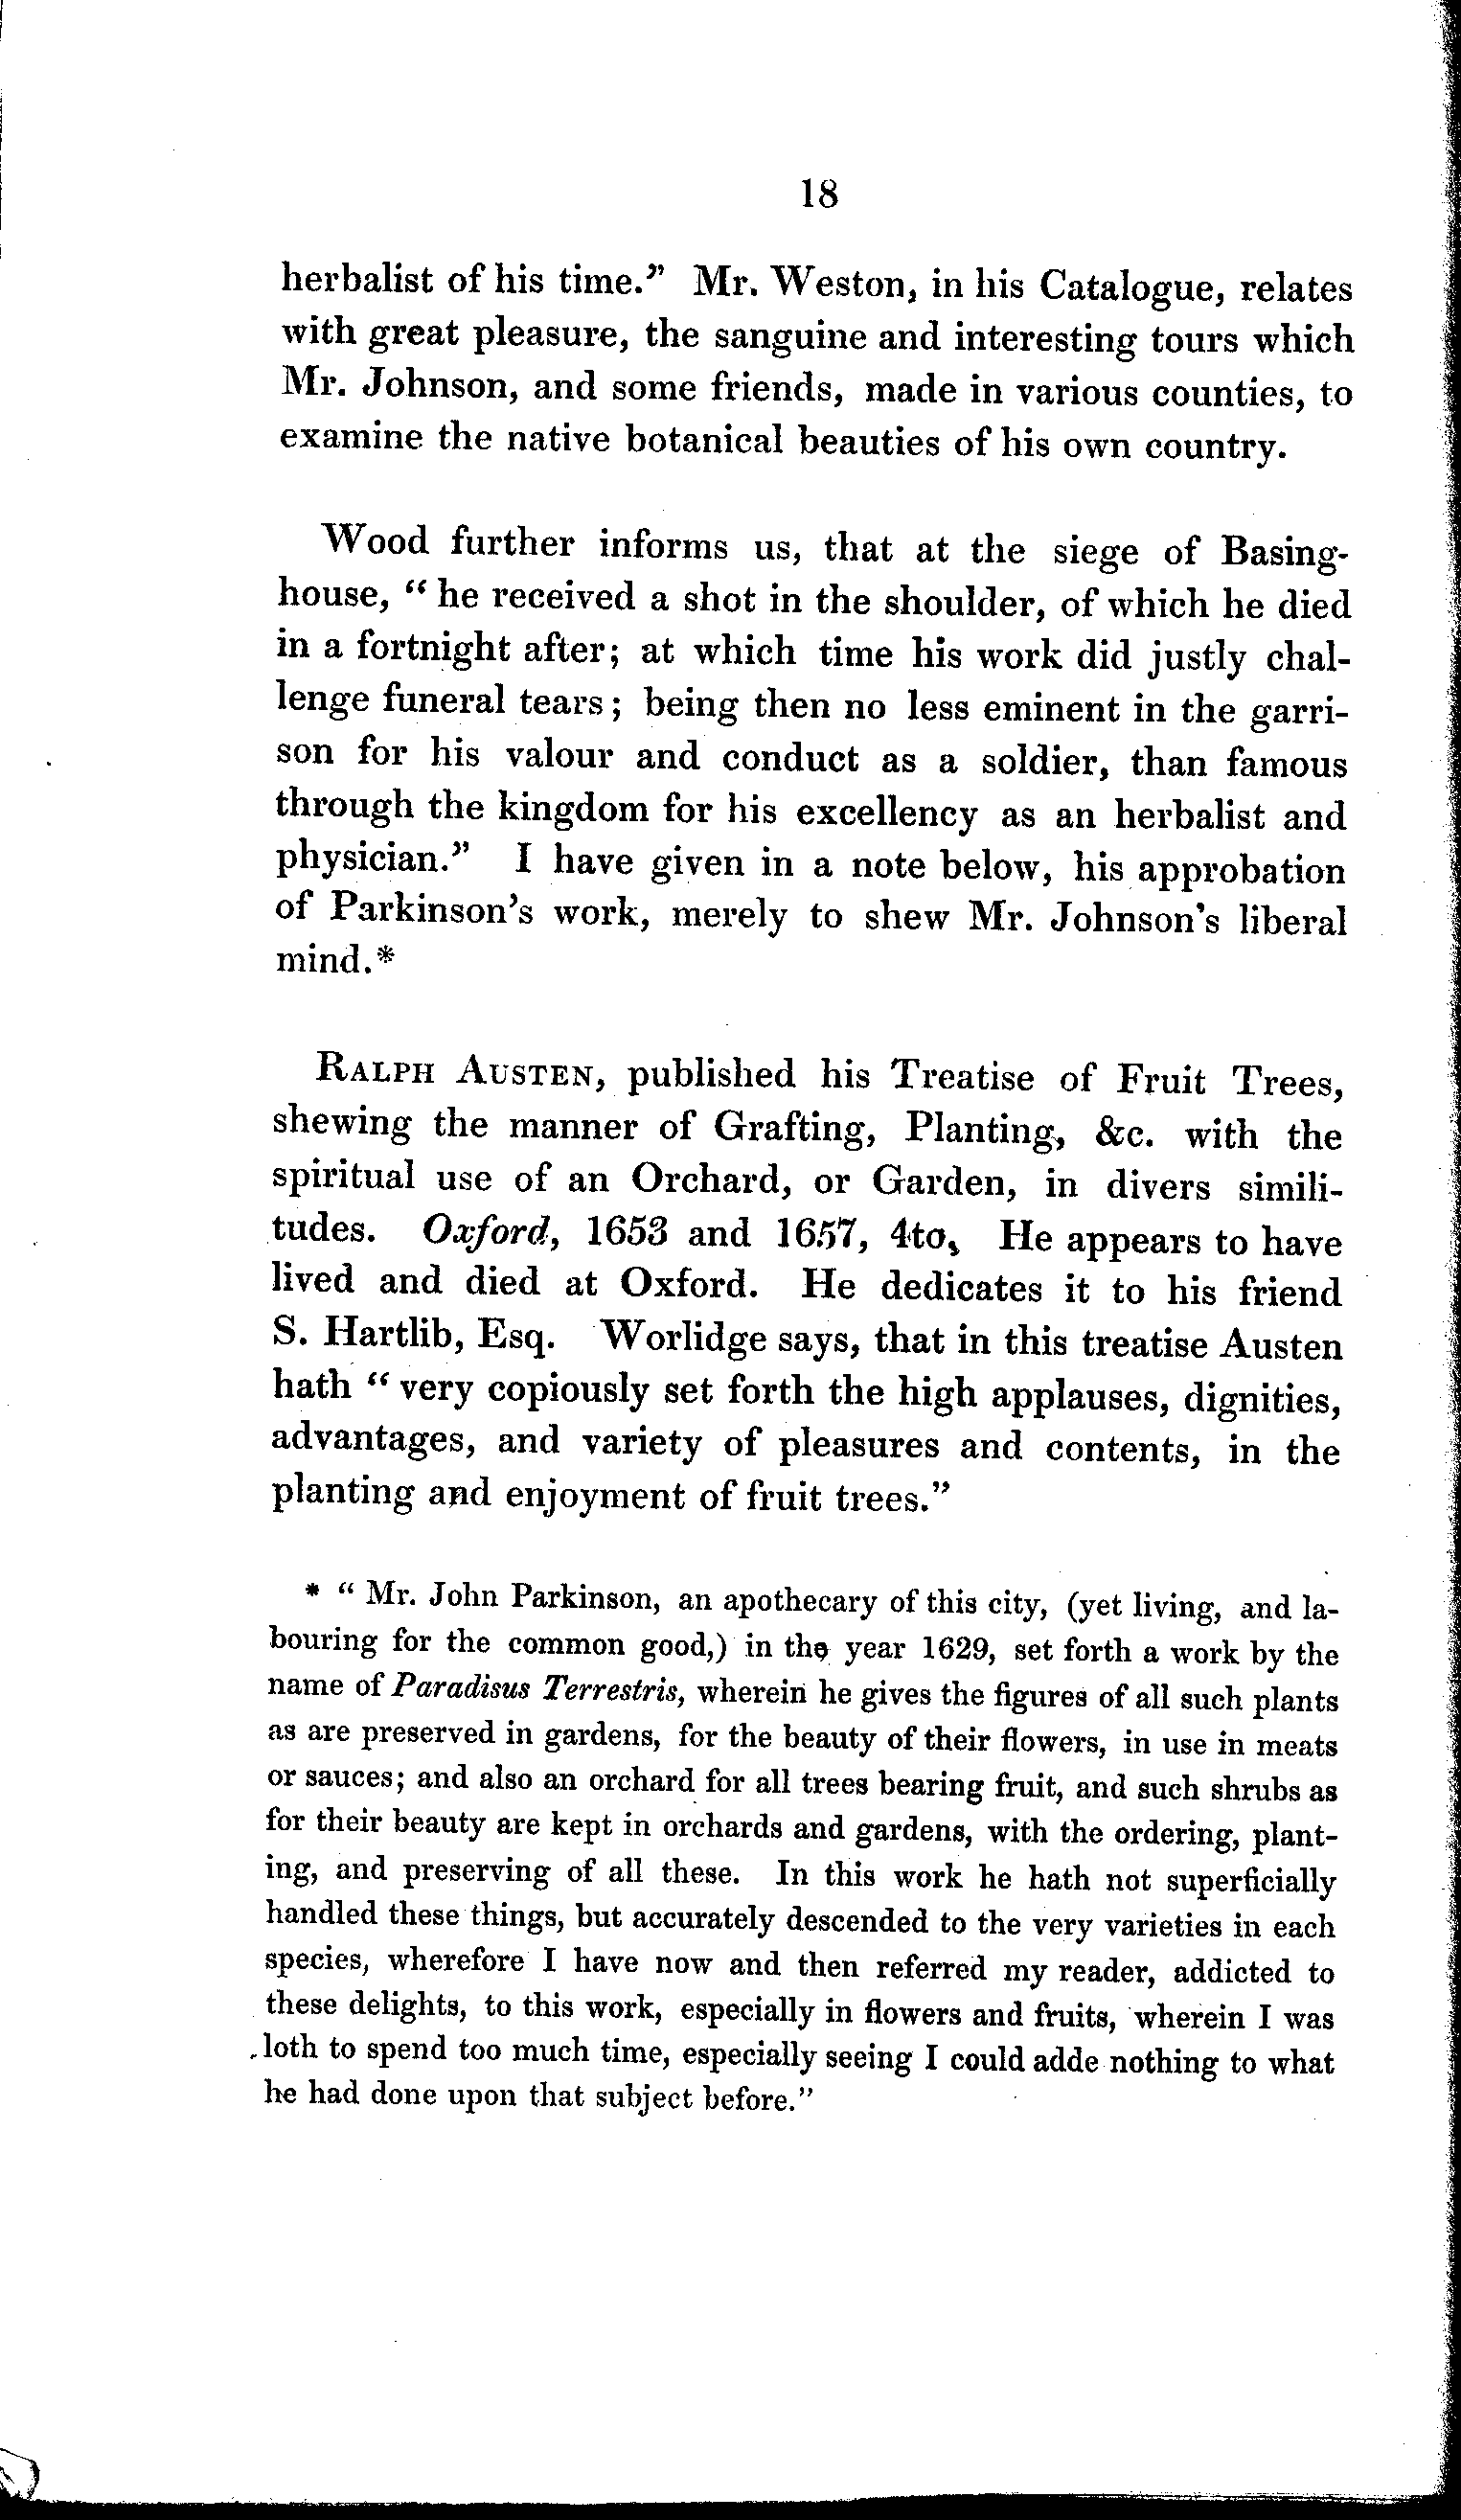 18
herbalist of his time.” Mr. Weston, in his Catalogue, relates
with great pleasure, the sanguine and interesting tours which
Mr. Johnson, and some friends, made in various counties, to
examine the native botanical beauties of his own country.
Wood further informs us, that at the siege of Basing-
house, “ he received a shot in the shoulder, of which he died
in a fortnight after; at which time his work did justly chal-
lenge funeral tears; being then no less eminent in the garri-
son for his valour and conduct as a soldier, than famous
through the kingdom for his excellency as an herbalist and
physician.” I have given in a note below, his approbation
of Parkinson’s work, merely to shew Mr. Johnson’s liberal
mind.*
RALPH AUSTEN, published his Treatise of Fruit Trees,
shewing the manner of Grafting, Planting, &c. with the
spiritual use of an Orchard, or Garden, in divers simili-
tudes. Oxford, 1653 and 1657, 4to, He appears to have
lived and died at Oxford. He dedicates it to his friend
S. Hartlib, Esq. Worlidge says, that in this treatise Austen
hath “ very copiously set forth the high applauses, dignities,
advantages, and variety of pleasures and contents, in the
planting and enjoyment of fruit trees.”
* “ Mr. John Parkinson, an apothecary of this city, (yet living, and la-
bouring for the common good,) in the year 1629, set forth a work by the
name of Paradisus Terrestris, wherein he gives the figures of all such plants
as are preserved in gardens, for the beauty of their flowers, in use in meats
or sauces; and also an orchard for all trees bearing fruit, and such shrubs as
for their beauty are kept in orchards and gardens, with the ordering, plant-
ing, and preserving of all these. In this work he hath not superficially
handled these things, but accurately descended to the very varieties in each
species, wherefore I have now and then referred my reader, addicted to
these delights, to this work, especially in flowers and fruits, wherein I was
loth to spend too much time, especially seeing I could adde nothing to what
he had done upon that subject before.”